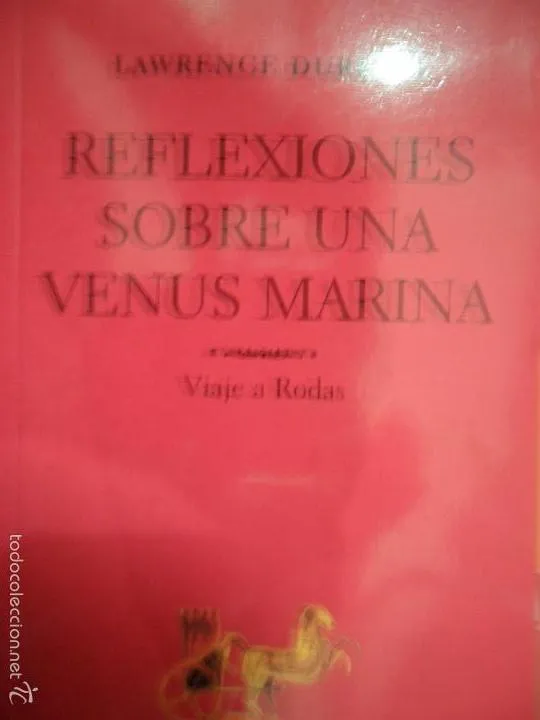 LAWRENCE
REFLEXIONES
SOBRE UNA
VENUS MARINA
Viaje a Rodas
todocoleccion.net